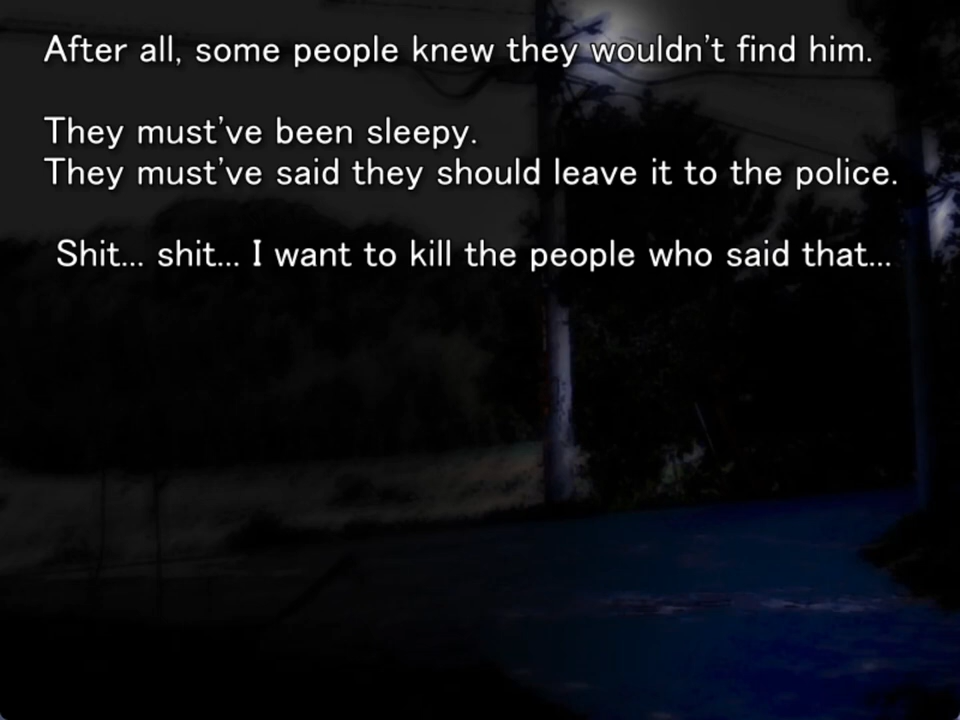 After all, some people knew they wouldn't find him.
They must've been sleepy.
They must've said they should leave it to the police.
Shit... shit... I want to kill the people who said that...